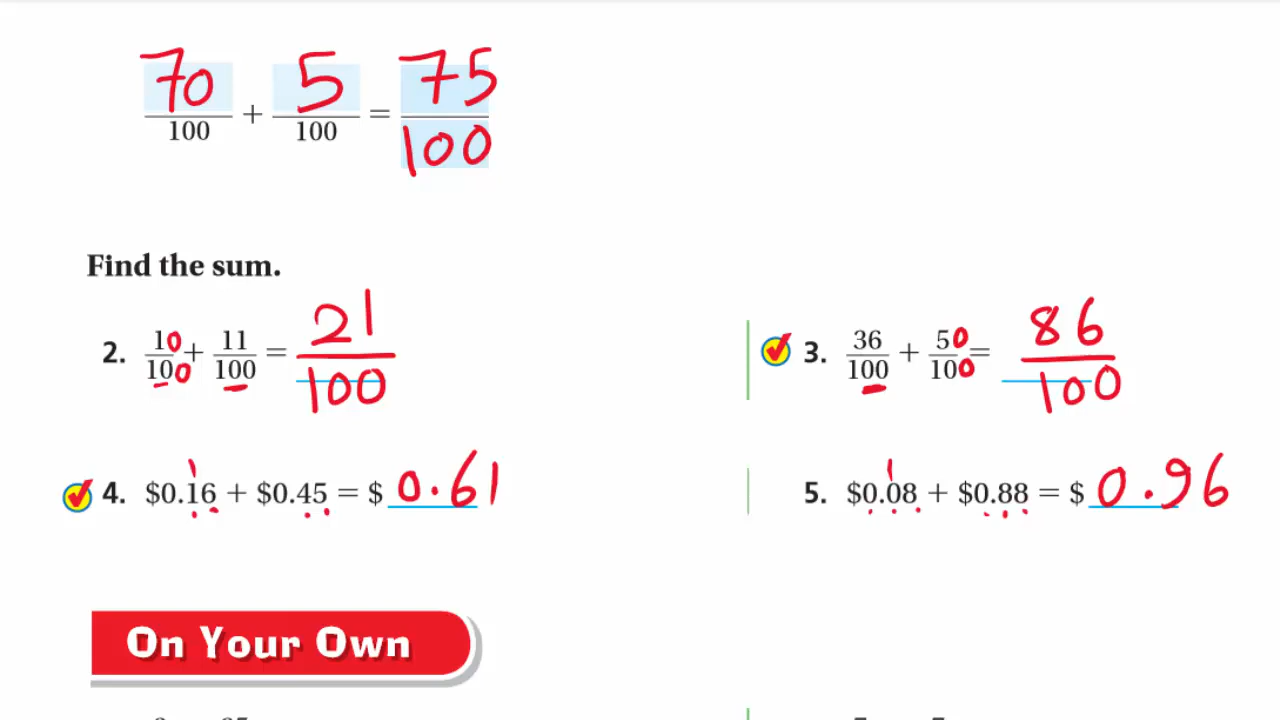 70/100 + 5/100 = 75/100
Find the sum.
2. 10/100 + 11/100 = 21/100
3. 36/100 + 50/100 = 86/100
4. $0.16 + $0.45 = $ 0.61
5. $0.08 + $0.88 = $ 0.96
On Your Own